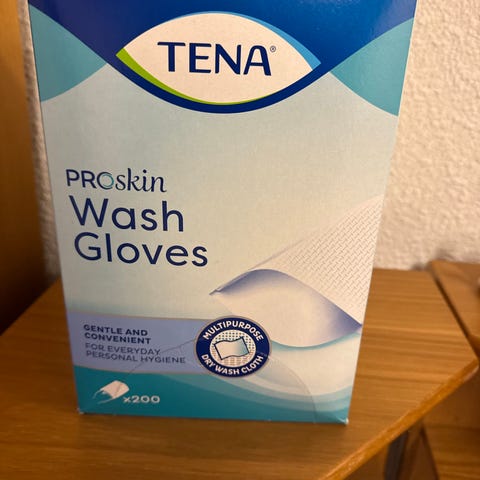 TENA®
PROskin
Wash
Gloves
GENTLE AND
CONVENIENT
FOR EVERYDAY
PERSONAL HYGIENE
MULTIPURPOSE
DRY WASH CLOTH
x200